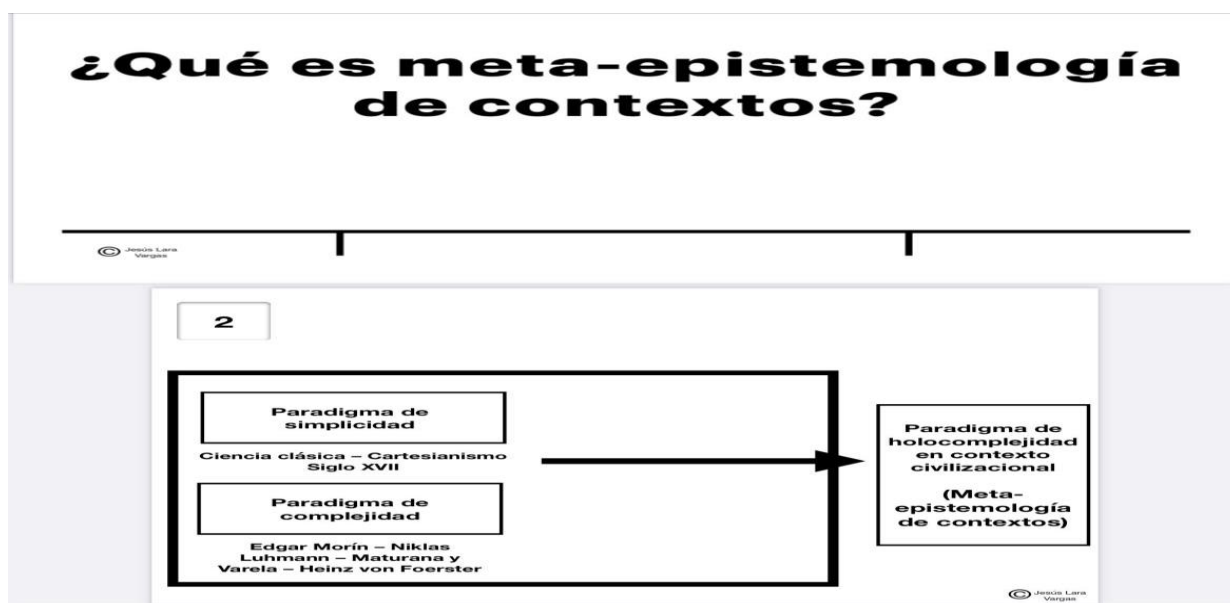 ¿Qué es meta-epistemología
de contextos?
© Jesús Lara
Vargas
2
Paradigma de
simplicidad
Ciencia clásica – Cartesianismo
Siglo XVII
Paradigma de
complejidad
Edgar Morín – Niklas
Luhmann – Maturana y
Varela – Heinz von Foerster
Paradigma de
holocomplejidad
en contexto
civilizacional
(Meta-
epistemología
de contextos)
© Jesús Lara
Vargas